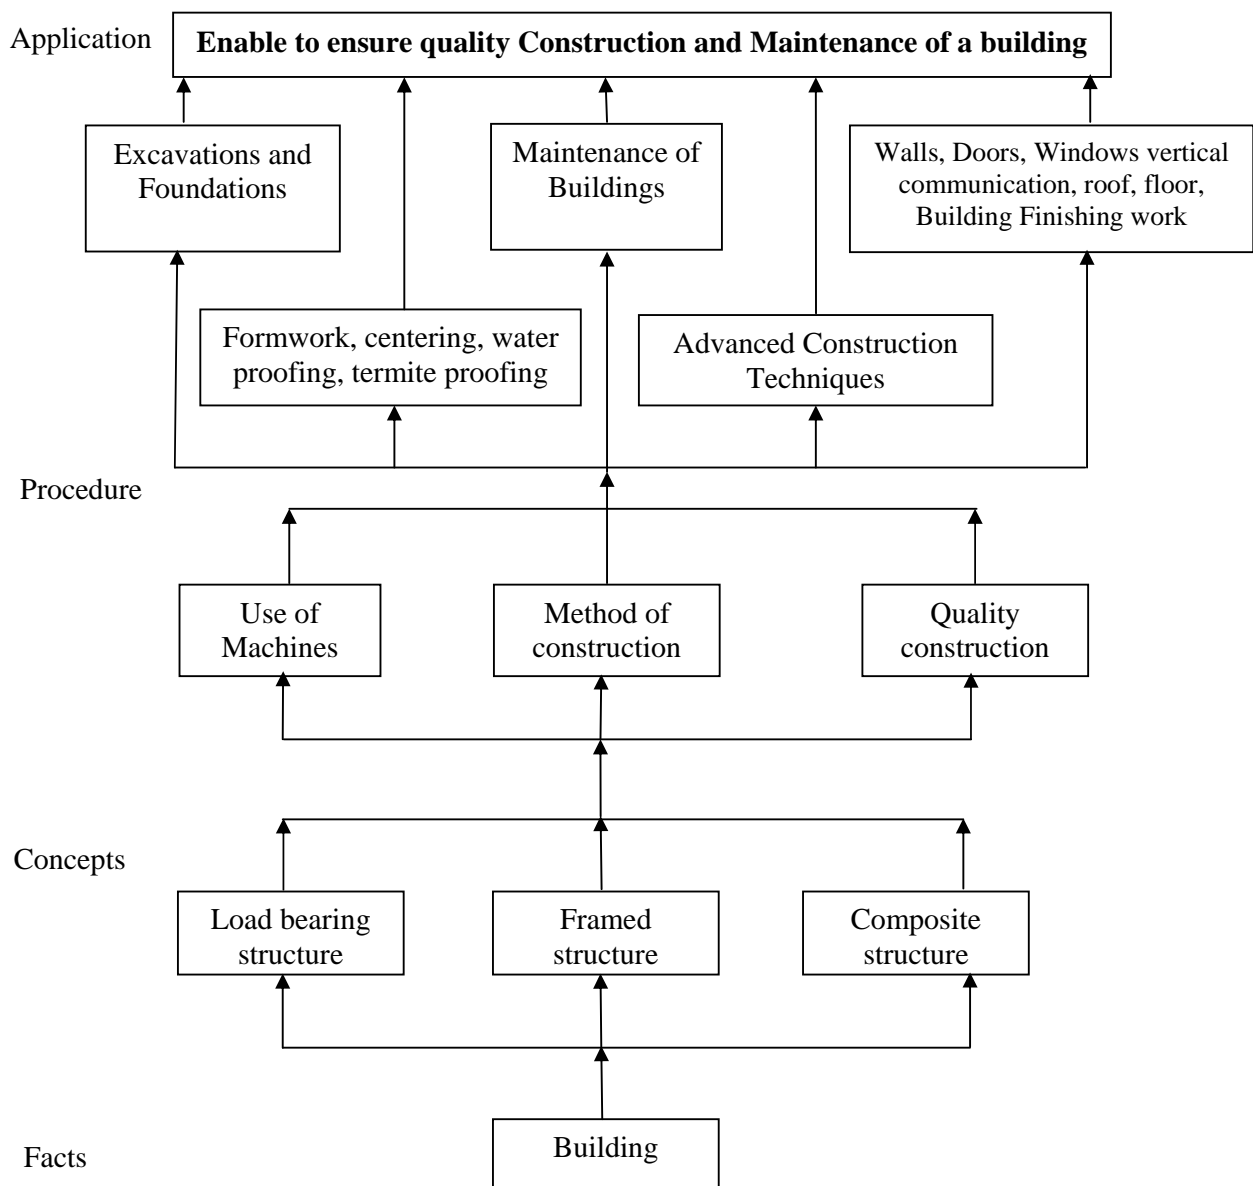 Application
Enable to ensure quality Construction and Maintenance of a building
Excavations and
Foundations
Maintenance of
Buildings
Walls, Doors, Windows vertical
communication, roof, floor,
Building Finishing work
Formwork, centering, water
proofing, termite proofing
Advanced Construction
Techniques
Procedure
Use of
Machines
Method of
construction
Quality
construction
Concepts
Load bearing
structure
Framed
structure
Composite
structure
Building
Facts